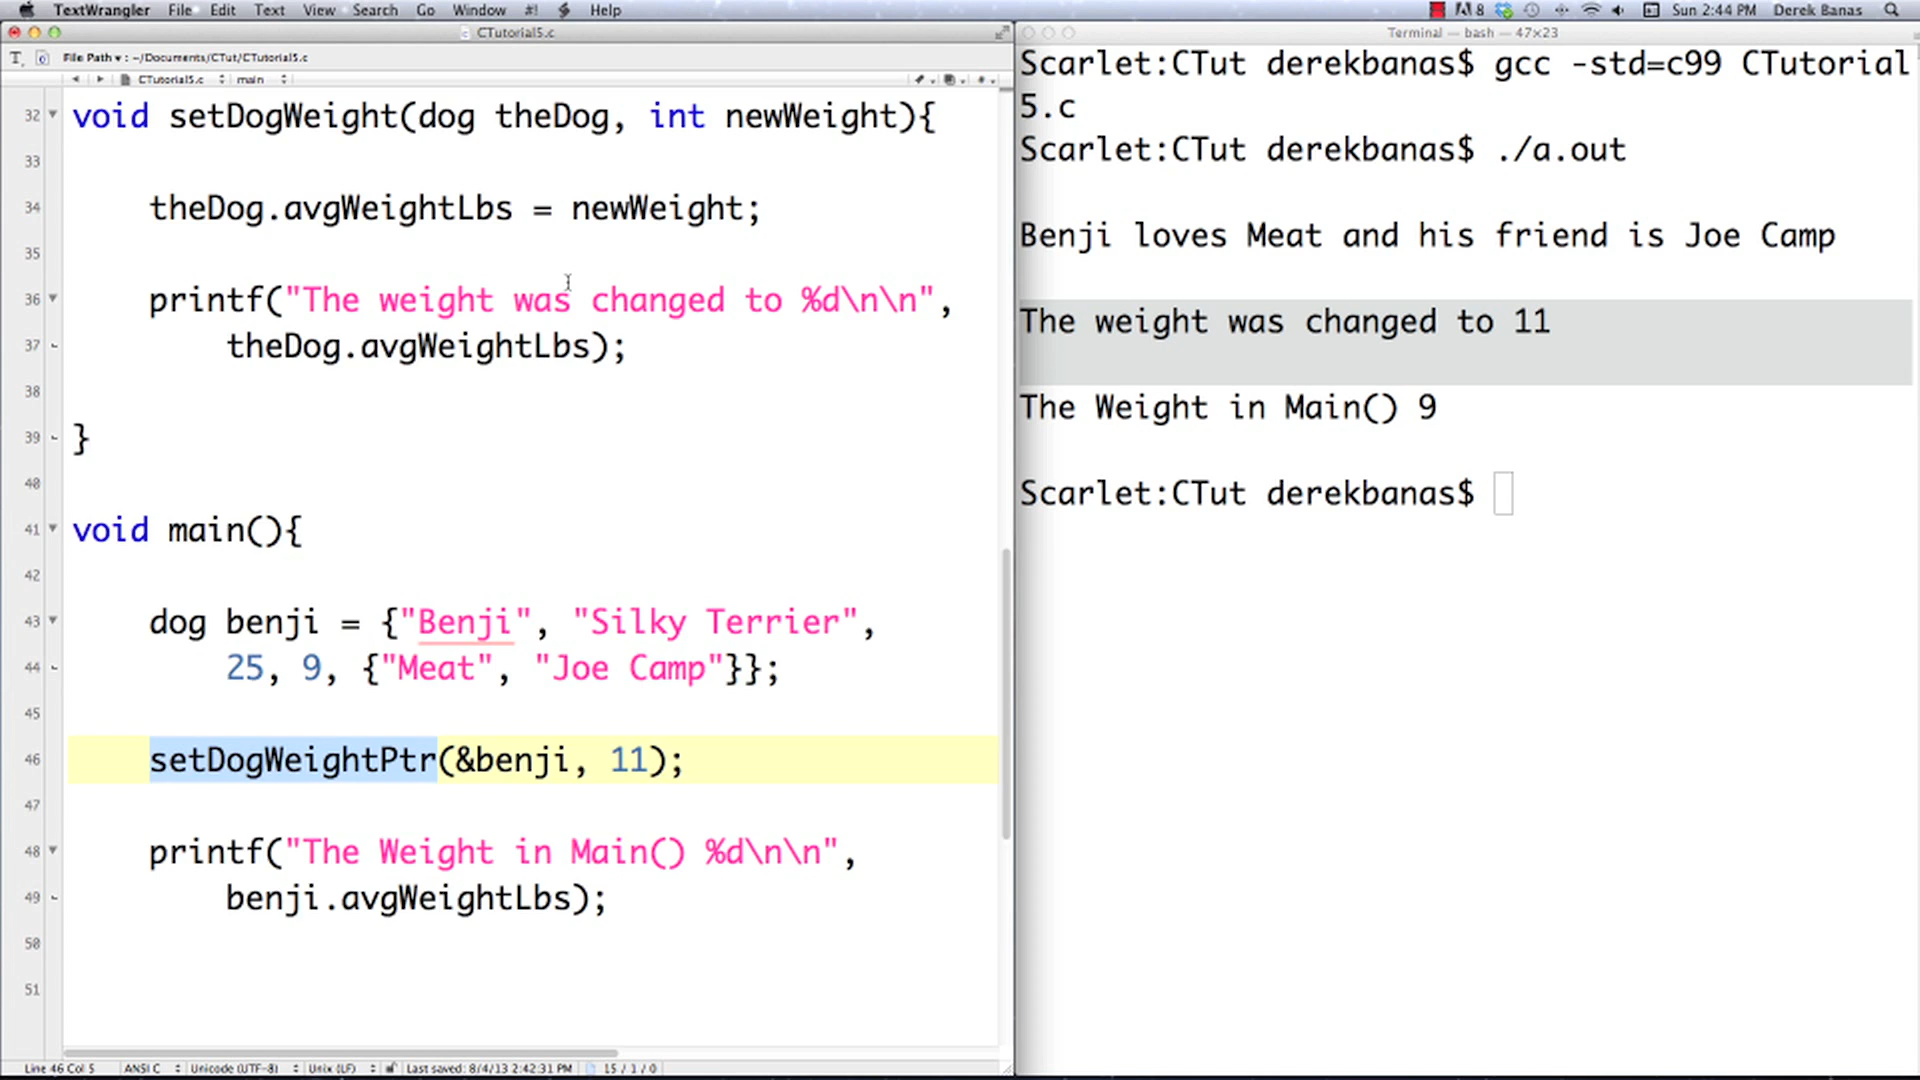 TextWrangler File Edit Text View Search Go Window #! Help
8 Sun 2:44 PM Derek Banas
CTutorial5.c
File Path ▾ : ~/Documents/CTut/CTutorial5.c
CTutorial5.c main
32 void setDogWeight(dog theDog, int newWeight){
33
34 theDog.avgWeightLbs = newWeight;
35
36 printf("The weight was changed to %d\n\n",
37 theDog.avgWeightLbs);
38
39 }
40
41 void main(){
42
43 dog benji = {"Benji", "Silky Terrier",
44 25, 9, {"Meat", "Joe Camp"}};
45
46 setDogWeightPtr(&benji, 11);
47
48 printf("The Weight in Main() %d\n\n",
49 benji.avgWeightLbs);
50
51
Line 46 Col 5 ANSI C Unicode (UTF-8) Unix (LF) Last saved: 8/4/13 2:42:31 PM 15 / 1 / 0
Terminal — bash — 47×23
Scarlet:CTut derekbanas$ gcc -std=c99 CTutorial
5.c
Scarlet:CTut derekbanas$ ./a.out
Benji loves Meat and his friend is Joe Camp
The weight was changed to 11
The Weight in Main() 9
Scarlet:CTut derekbanas$